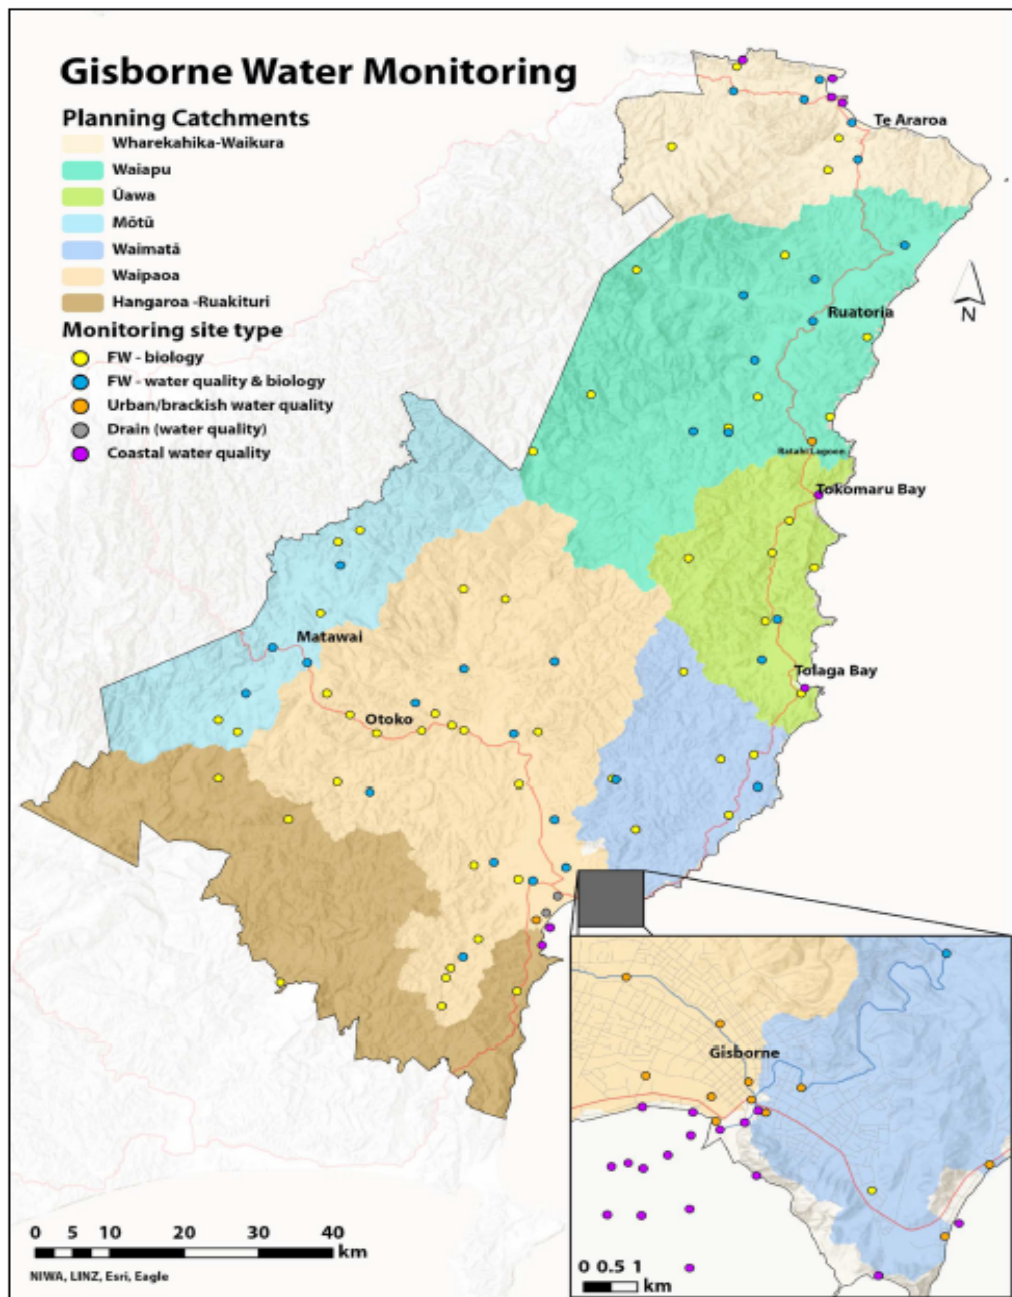 Gisborne Water Monitoring
Planning Catchments
Wharekahika-Waikura
Waiapu
Ūawa
Mōtū
Waimatā
Waipaoa
Hangaroa -Ruakituri
Monitoring site type
FW - biology
FW - water quality & biology
Urban/brackish water quality
Drain (water quality)
Coastal water quality
Te Araroa
N
Ruatoria
Ratahi Lagoon
Tokomaru Bay
Matawai
Tolaga Bay
Otoko
Gisborne
0 5 10 20 30 40
km
0 0.5 1
km
NIWA, LINZ, Esri, Eagle